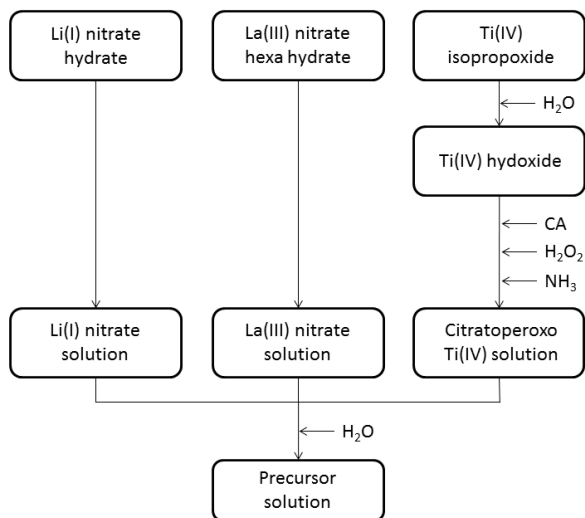 Li(I) nitrate
hydrate
La(III) nitrate
hexa hydrate
Ti(IV)
isopropoxide
H₂O
Ti(IV) hydoxide
CA
H₂O₂
NH₃
Li(I) nitrate
solution
La(III) nitrate
solution
Citratoperoxo
Ti(IV) solution
H₂O
Precursor
solution